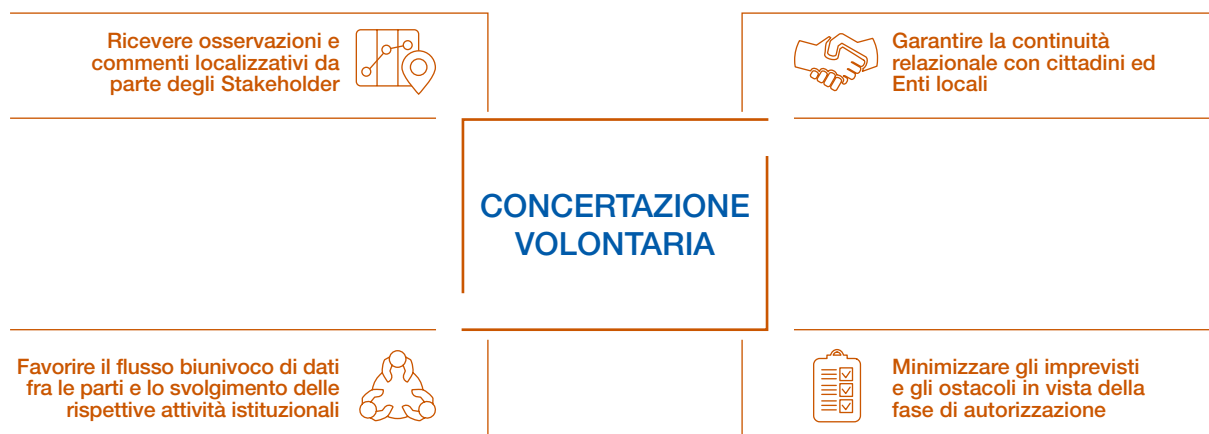 Ricevere osservazioni e
commenti localizzativi da
parte degli Stakeholder
Garantire la continuità
relazionale con cittadini ed
Enti locali
CONCERTAZIONE
VOLONTARIA
Favorire il flusso biunivoco di dati
fra le parti e lo svolgimento delle
rispettive attività istituzionali
Minimizzare gli imprevisti
e gli ostacoli in vista della
fase di autorizzazione